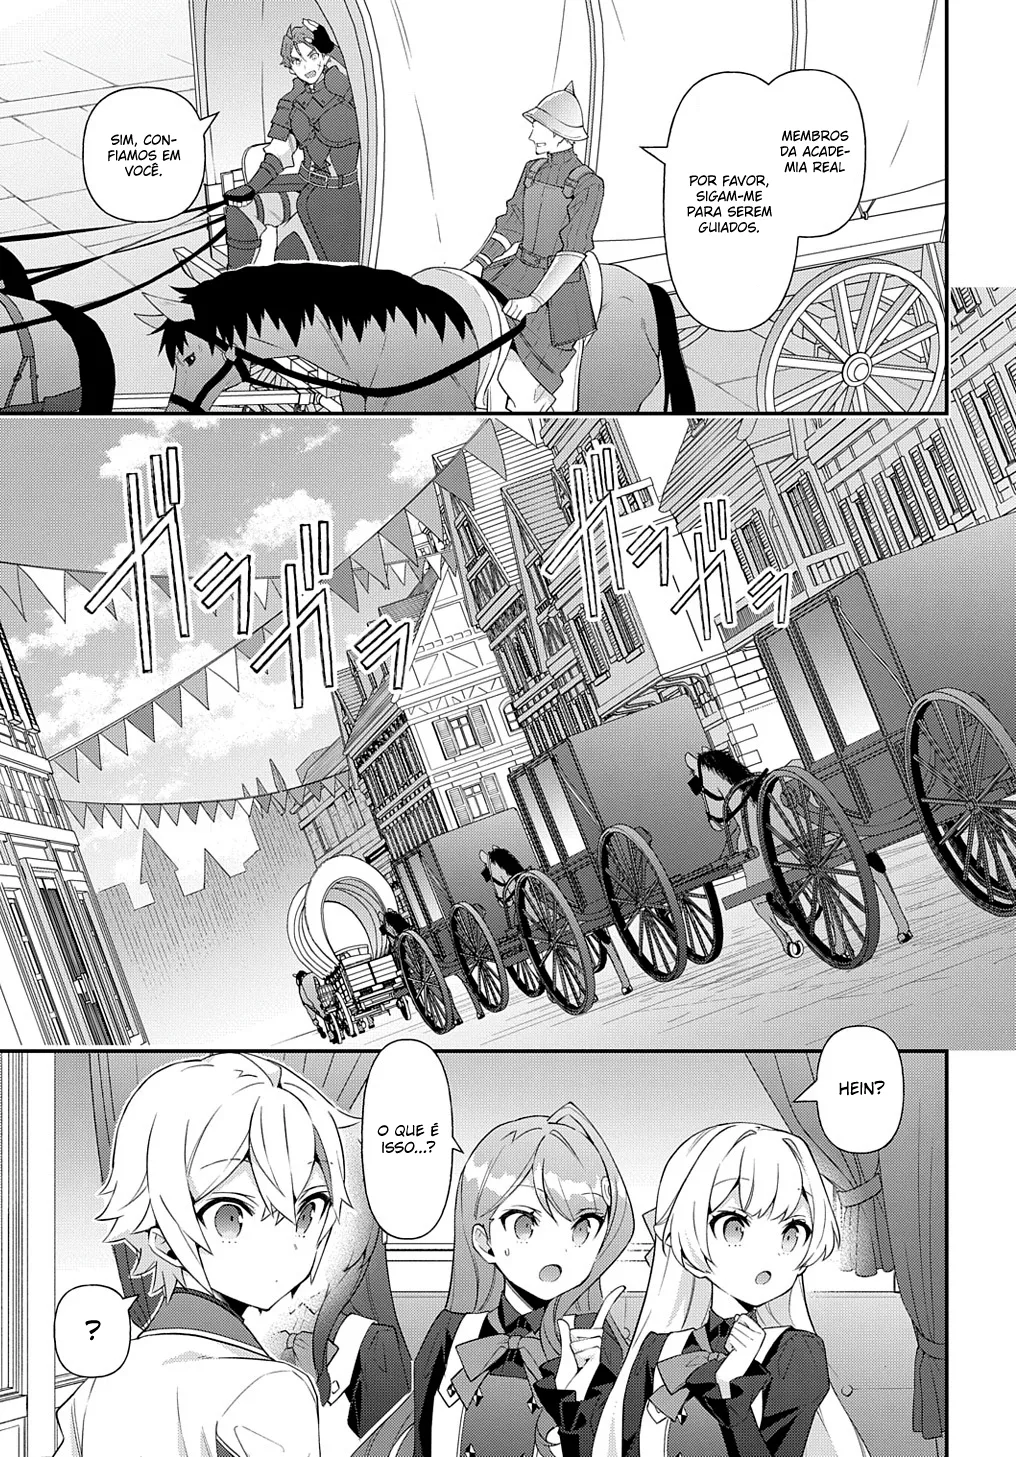 MEMBROS
DA ACADE-
MIA REAL
POR FAVOR,
SIGAM-ME
PARA SEREM
GUIADOS.
SIM, CON-
FIAMOS EM
VOCÊ.
ガラガラ
ガラガラ
HEIN?
O QUE É
ISSO...?
?